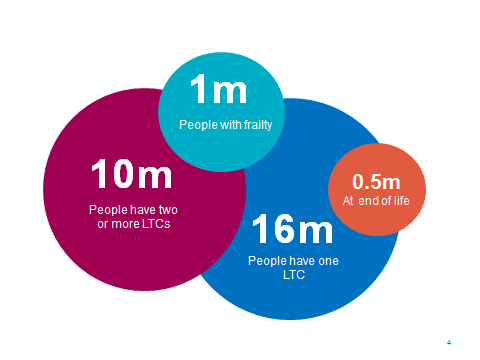 1m
People with frailty
10m
People have two
or more LTCs
0.5m
At end of life
16m
People have one
LTC
4